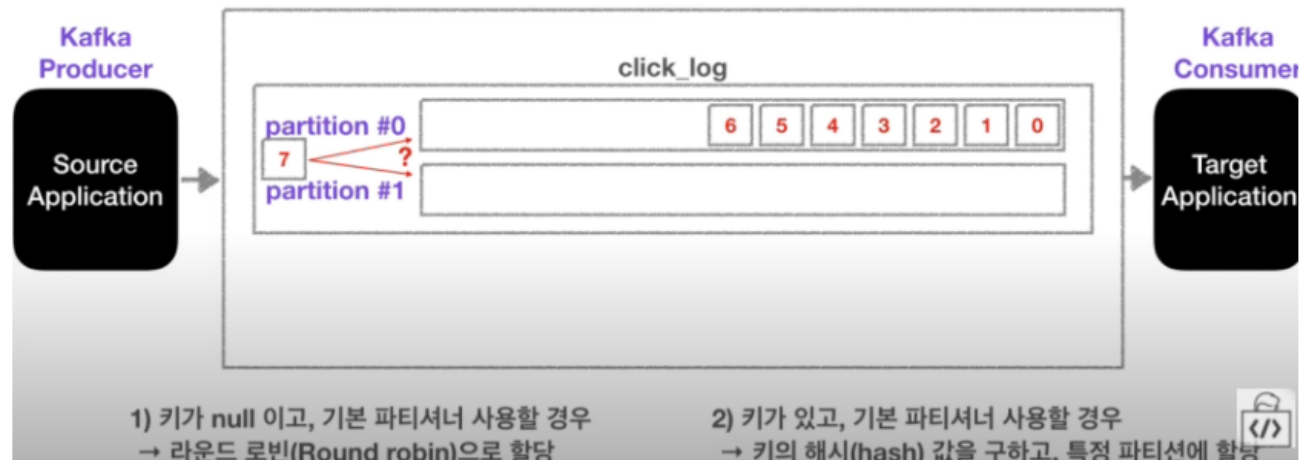 Kafka
Producer
Kafka
Consumer
click_log
Source
Application
Target
Application
partition #0
6 5 4 3 2 1 0
7
?
partition #1
1) 키가 null 이고, 기본 파티셔너 사용할 경우
→ 라운드 로빈(Round robin)으로 할당
2) 키가 있고, 기본 파티셔너 사용할 경우
→ 키의 해시(hash) 값을 구하고, 특정 파티션에 할당